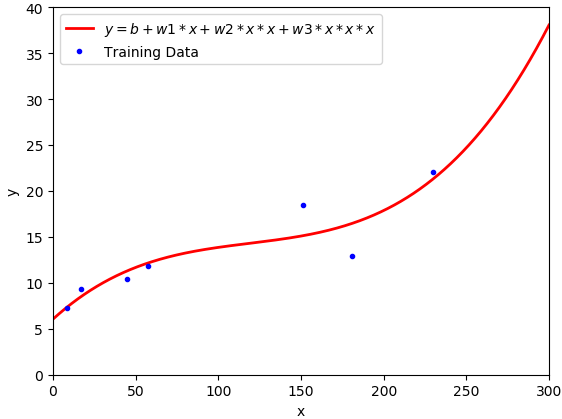 40
35
30
25
20
15
10
5
0
y
y = b + w1 * x + w2 * x * x + w3 * x * x * x
Training Data
0 50 100 150 200 250 300
x